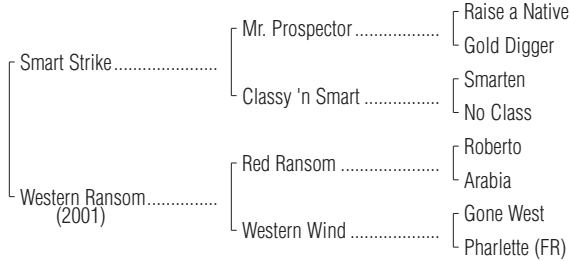 Raise a Native
Mr. Prospector ..................
Gold Digger
Smart Strike ......................
Smarten
Classy 'n Smart ................
No Class
Roberto
Red Ransom .....................
Arabia
Western Ransom ...............
(2001)
Gone West
Western Wind ...................
Pharlette (FR)